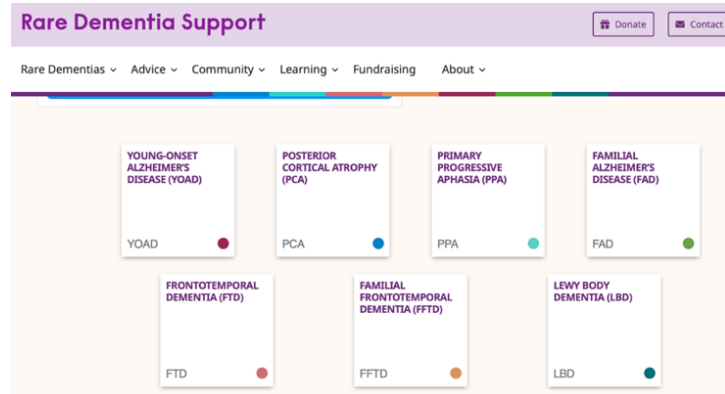 Rare Dementia Support
Donate
Contact
Rare Dementias
Advice
Community
Learning
Fundraising
About
YOUNG-ONSET
ALZHEIMER'S
DISEASE (YOAD)
YOAD
POSTERIOR
CORTICAL ATROPHY
(PCA)
PCA
PRIMARY
PROGRESSIVE
APHASIA (PPA)
PPA
FAMILIAL
ALZHEIMER'S
DISEASE (FAD)
FAD
FRONTOTEMPORAL
DEMENTIA (FTD)
FTD
FAMILIAL
FRONTOTEMPORAL
DEMENTIA (FFTD)
FFTD
LEWY BODY
DEMENTIA (LBD)
LBD